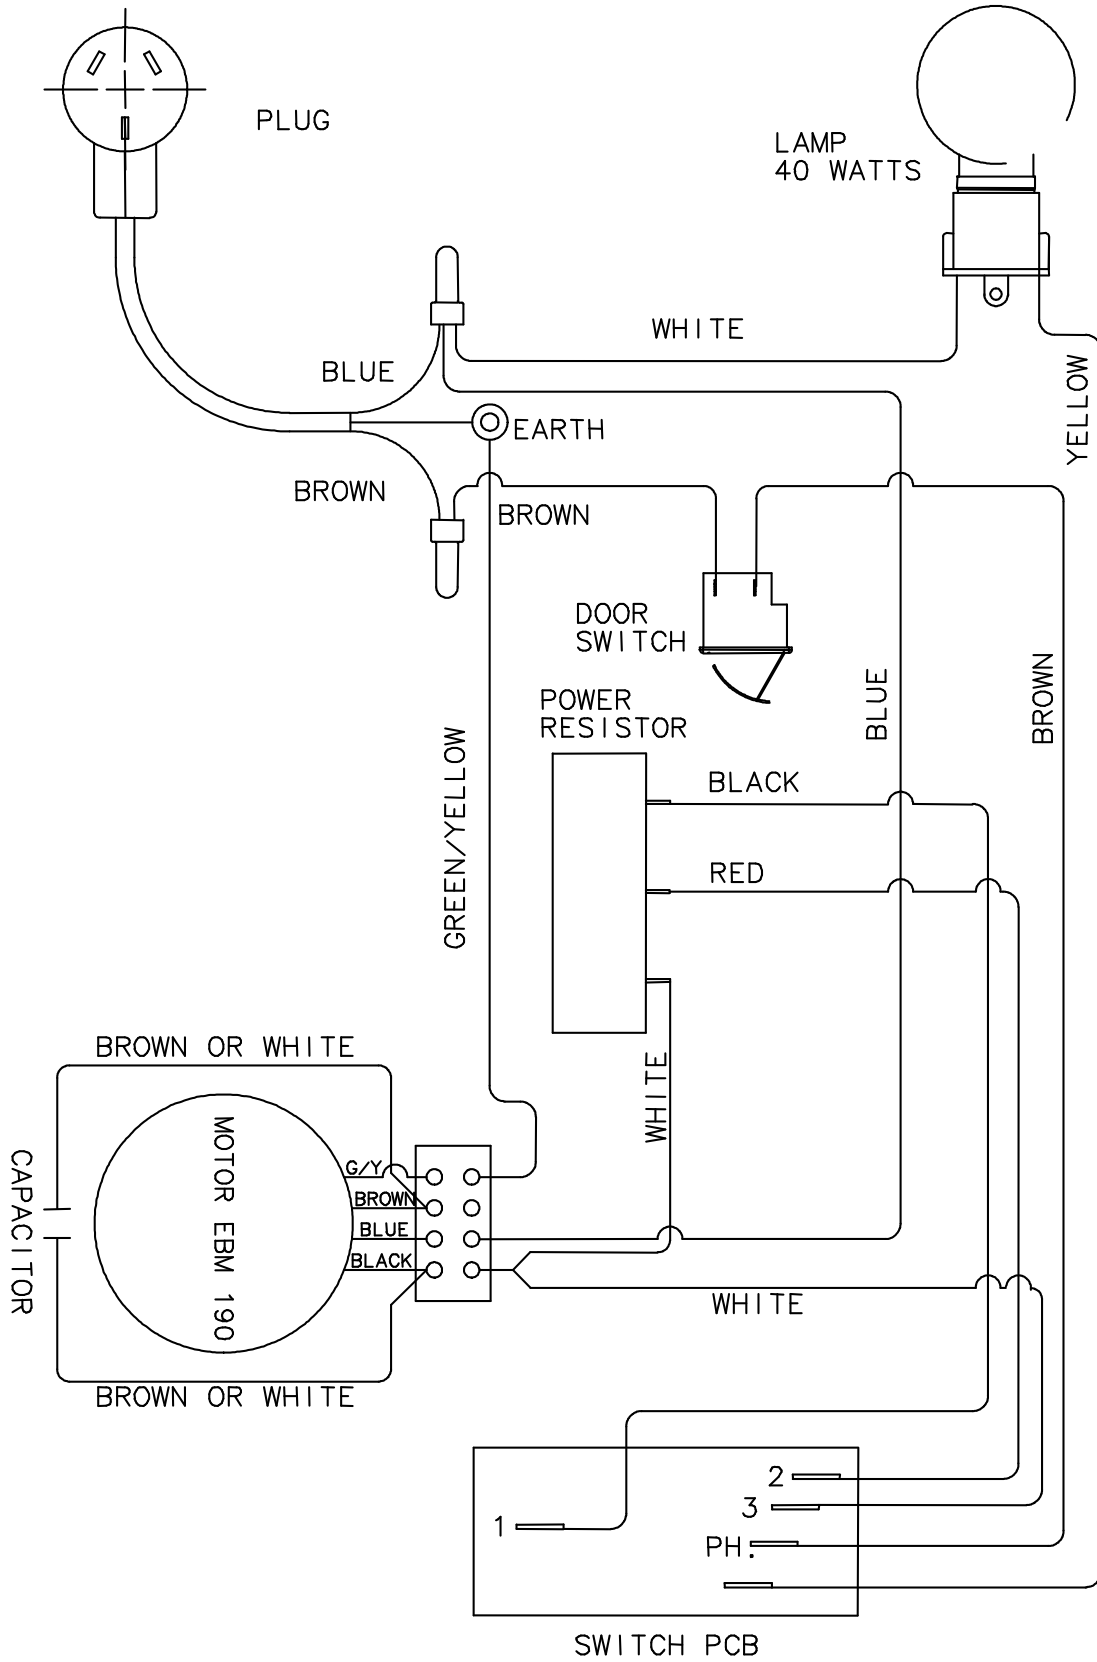 PLUG
LAMP
40 WATTS
WHITE
BLUE
YELLOW
EARTH
BROWN
BROWN
DOOR
SWITCH
BLUE
BROWN
POWER
RESISTOR
GREEN/YELLOW
BLACK
RED
BROWN OR WHITE
WHITE
CAPACITOR
MOTOR EBM 190
G/Y
BROWN
BLUE
BLACK
WHITE
BROWN OR WHITE
2
3
1
PH.
SWITCH PCB